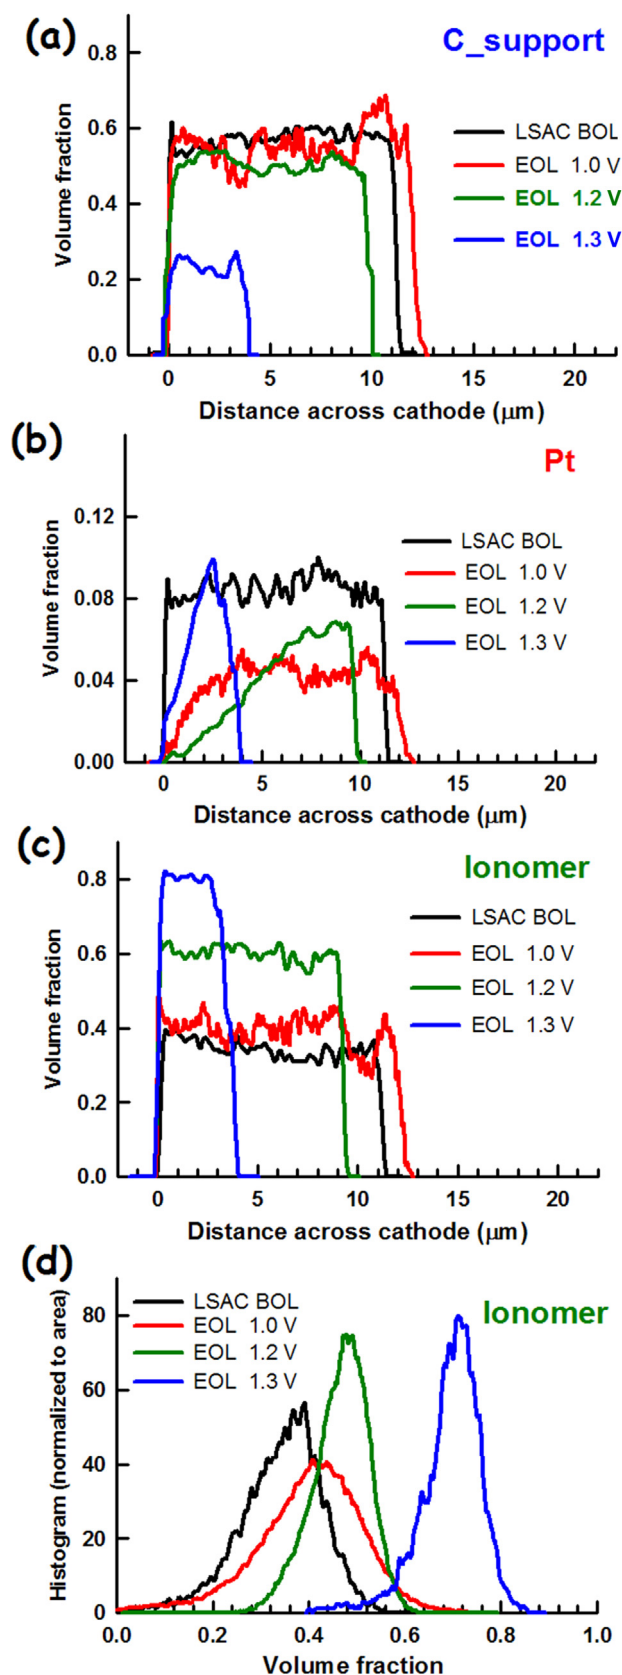 (a)
C_support
0.8
0.6
0.4
0.2
0.0
Volume fraction
LSAC BOL
EOL 1.0 V
EOL 1.2 V
EOL 1.3 V
0 5 10 15 20
Distance across cathode (μm)
(b)
Pt
0.12
0.08
0.04
0.00
Volume fraction
LSAC BOL
EOL 1.0 V
EOL 1.2 V
EOL 1.3 V
0 5 10 15 20
Distance across cathode (μm)
(c)
Ionomer
0.8
0.6
0.4
0.2
0.0
Volume fraction
LSAC BOL
EOL 1.0 V
EOL 1.2 V
EOL 1.3 V
0 5 10 15 20
Distance across cathode (μm)
(d)
Ionomer
80
60
40
20
0
Histogram (normalized to area)
LSAC BOL
EOL 1.0 V
EOL 1.2 V
EOL 1.3 V
0.0 0.2 0.4 0.6 0.8 1.0
Volume fraction